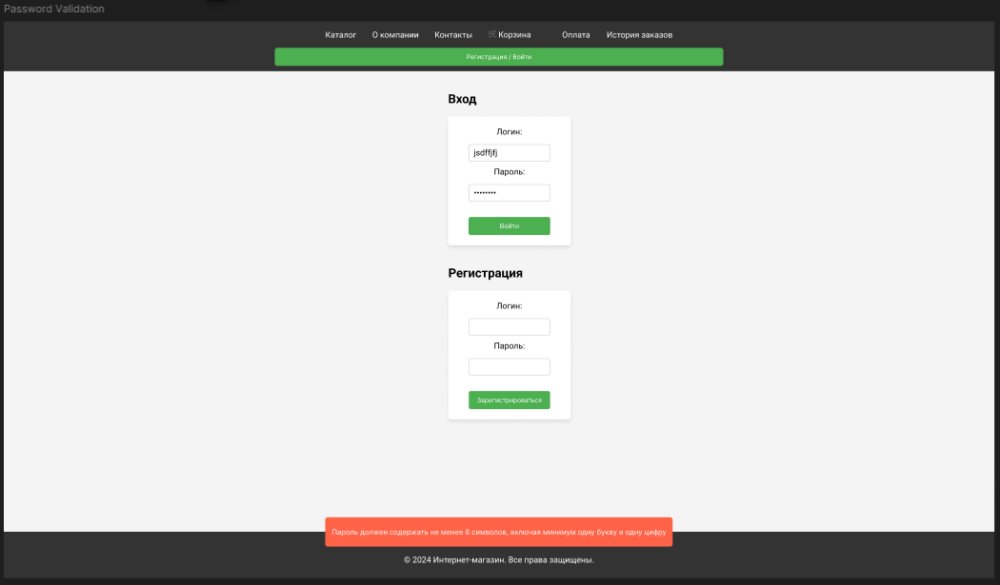 Password Validation
Каталог О компании Контакты 🛒 Корзина Оплата История заказов
Регистрация / Войти
Вход
Логин:
jsdffjfj
Пароль:
••••••••
Войти
Регистрация
Логин:
Пароль:
Зарегистрироваться
Пароль должен содержать не менее 8 символов, включая минимум одну букву и одну цифру
© 2024 Интернет-магазин. Все права защищены.